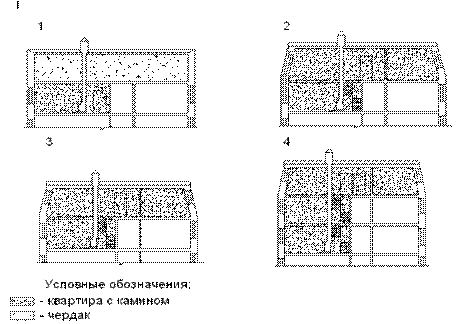 I
1
2
3
4
Условные обозначения;
- квартира с камином
- чердак